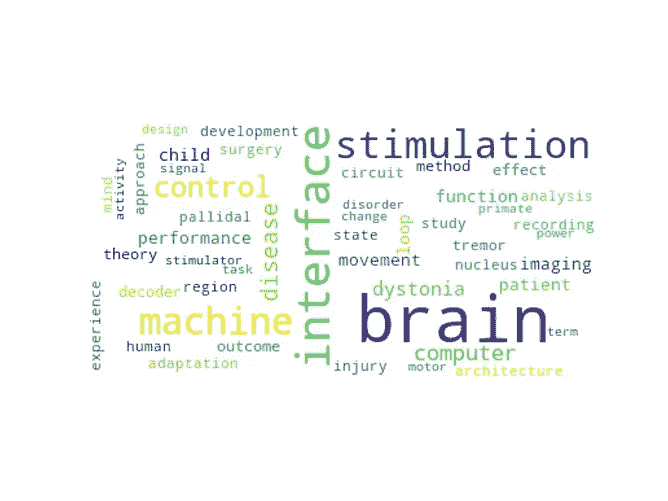 design
development
surgery
child
signal
approach
activity
mind
control
pallidal
performance
theory
stimulator
task
decoder
region
machine
experience
human
outcome
adaptation
disease
interface
stimulation
circuit
method
effect
disorder
change
loop
state
function
analysis
primate
study
recording
power
tremor
movement
nucleus
imaging
dystonia
patient
brain
term
computer
injury
motor
architecture